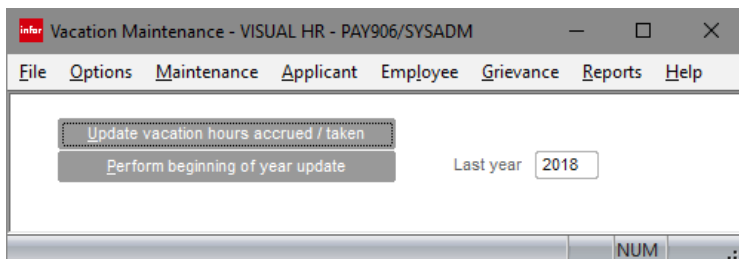 infor Vacation Maintenance - VISUAL HR - PAY906/SYSADM
File Options Maintenance Applicant Employee Grievance Reports Help
Update vacation hours accrued / taken
Perform beginning of year update Last year 2018
NUM